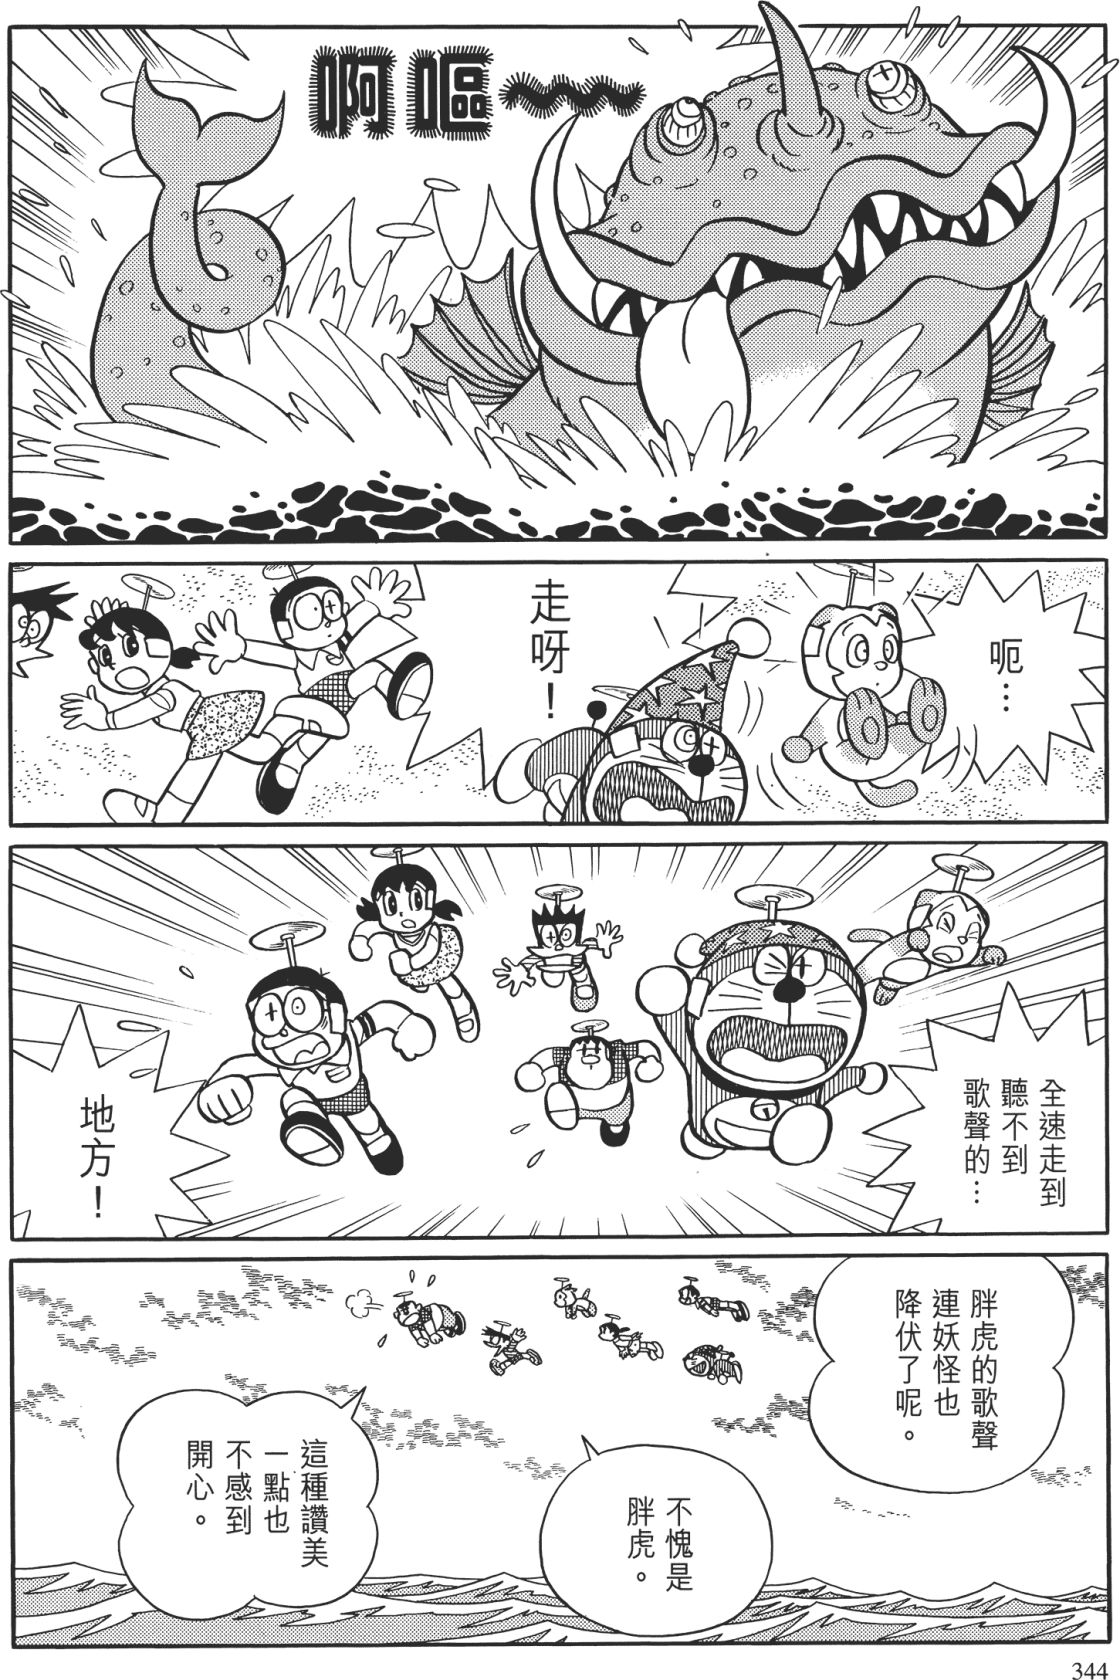 啊嘔~
呃…
走呀！
全速走到
聽不到
歌聲的…
地方！
胖虎的歌聲
連妖怪也
降伏了呢。
不愧是
胖虎。
這種讚美
一點也
不感到
開心。
344